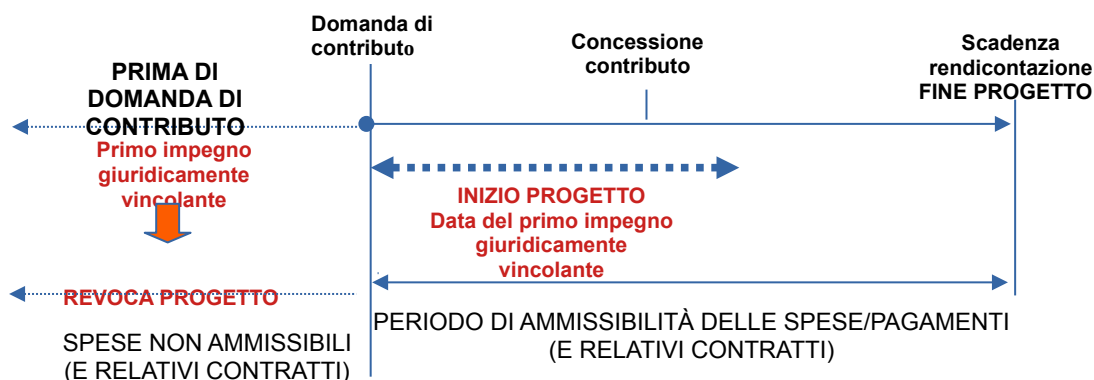 Domanda di
contributo
Concessione
contributo
Scadenza
rendicontazione
FINE PROGETTO
PRIMA DI
DOMANDA DI
CONTRIBUTO
Primo impegno
giuridicamente
vincolante
INIZIO PROGETTO
Data del primo impegno
giuridicamente
vincolante
REVOCA PROGETTO
SPESE NON AMMISSIBILI
(E RELATIVI CONTRATTI)
PERIODO DI AMMISSIBILITÀ DELLE SPESE/PAGAMENTI
(E RELATIVI CONTRATTI)